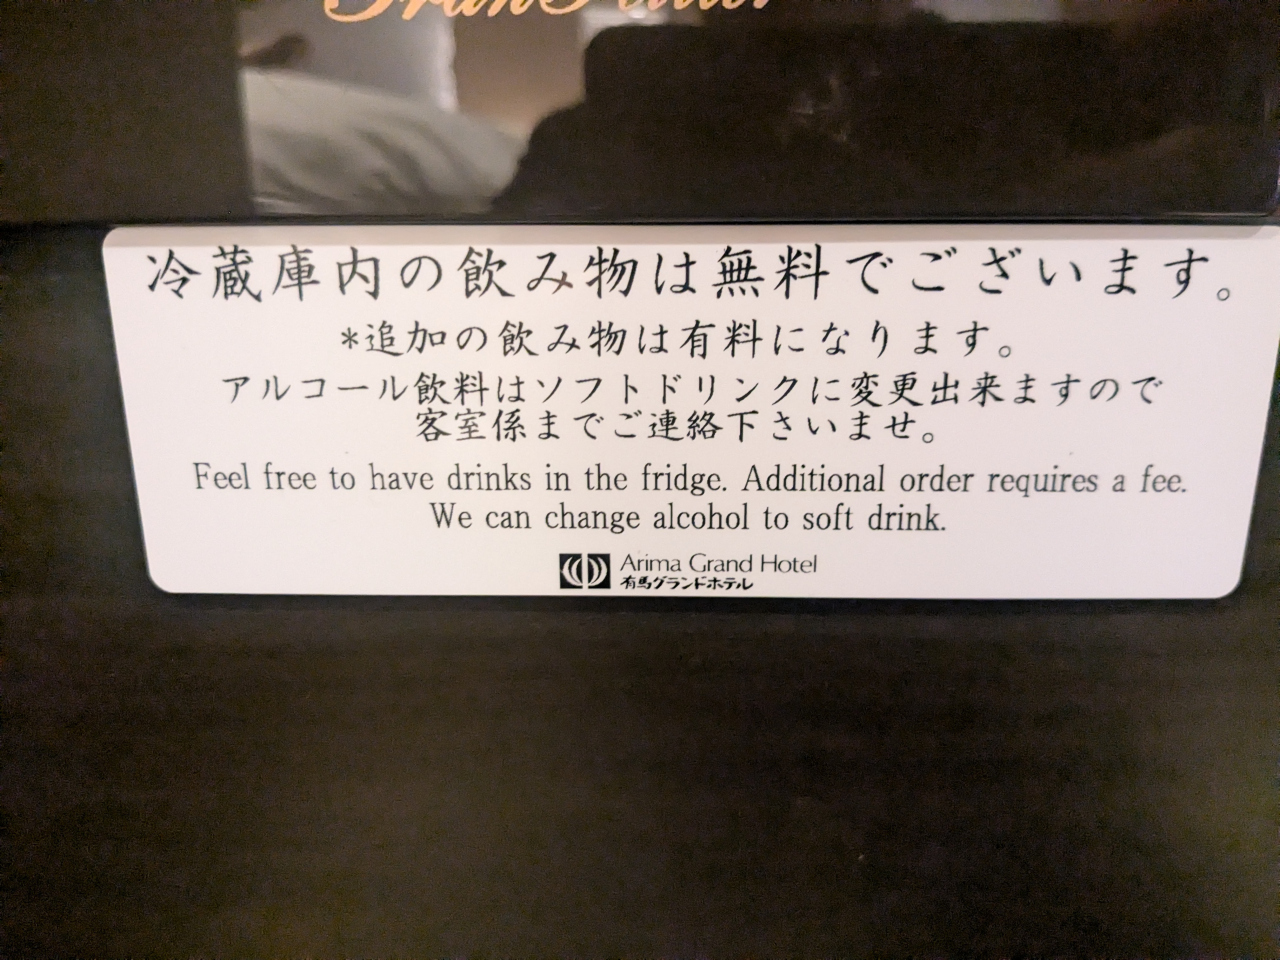 冷蔵庫内の飲み物は無料でございます。
*追加の飲み物は有料になります。
アルコール飲料はソフトドリンクに変更出来ますので
客室係までご連絡下さいませ。
Feel free to have drinks in the fridge. Additional order requires a fee.
We can change alcohol to soft drink.
Arima Grand Hotel
有馬グランドホテル